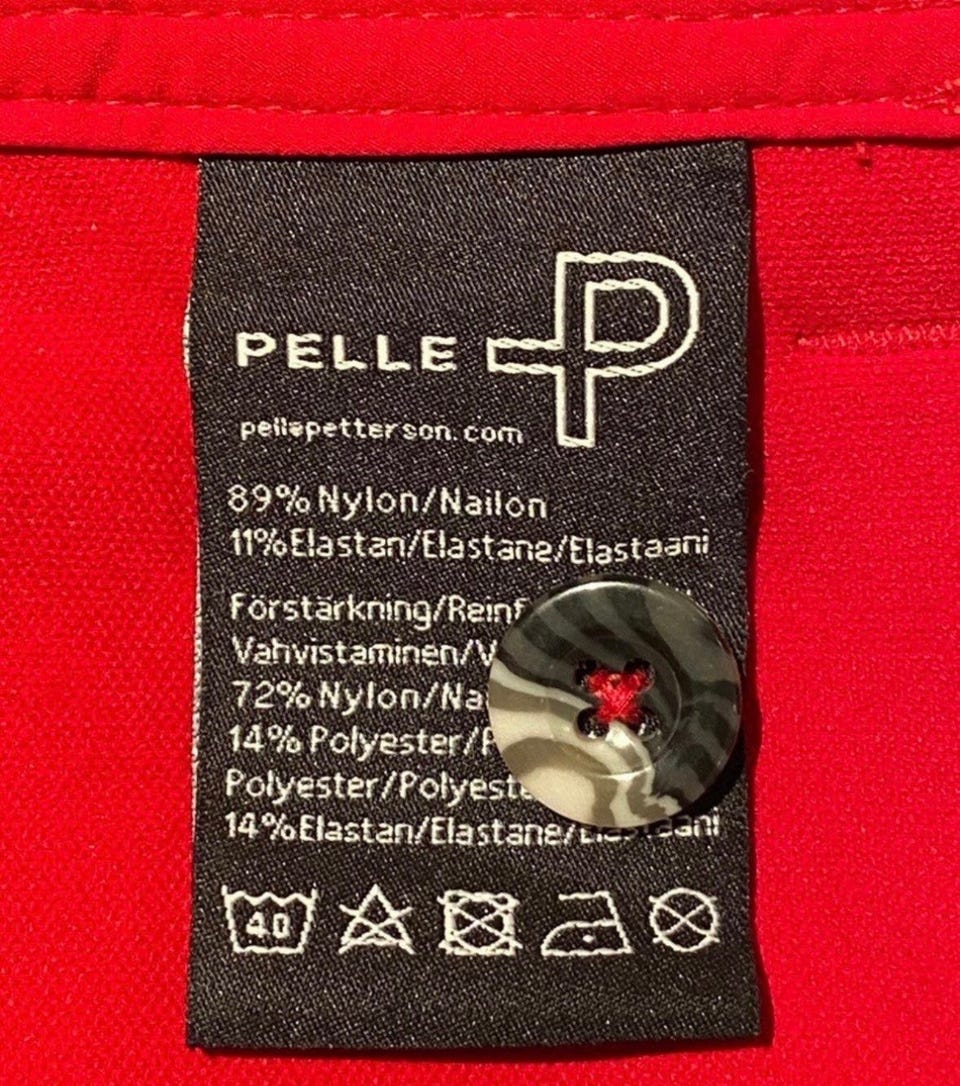 PELLE P
pellepetterson.com
89% Nylon/Nailon
11% Elastan/Elastane/Elastaani
Förstärkning/Reinf
Vahvistaminen/V
72% Nylon/Na
14% Polyester/P
Polyester/Polyest
14% Elastan/Elastane/Elastaani
40